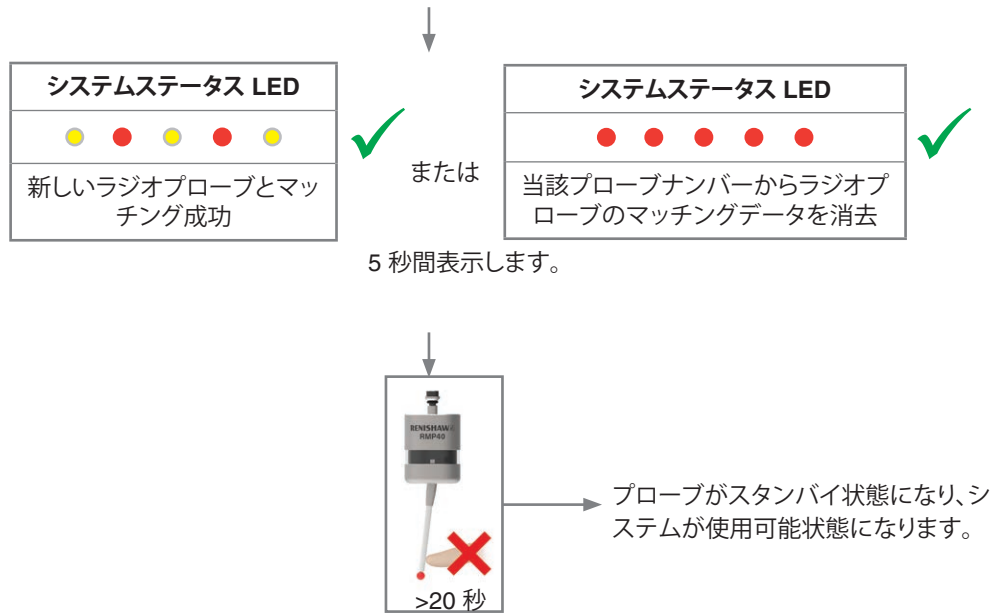 システムステータス LED
新しいラジオプローブとマッ
チング成功
または
システムステータス LED
当該プローブナンバーからラジオプ
ローブのマッチングデータを消去
5 秒間表示します。
RENISHAW
RMP40
>20 秒
プローブがスタンバイ状態になり、シ
ステムが使用可能状態になります。